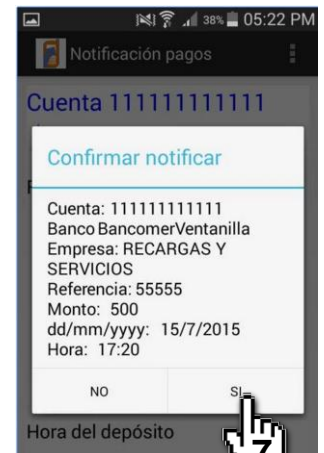 38% 05:22 PM
Notificación pagos
Cuenta 111111111111
Confirmar notificar
Cuenta: 111111111111
Banco BancomerVentanilla
Empresa: RECARGAS Y
SERVICIOS
Referencia: 55555
Monto: 500
dd/mm/yyyy: 15/7/2015
Hora: 17:20
NO SI
7
Hora del depósito